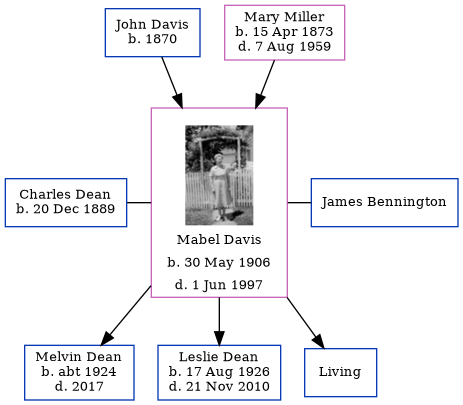 John Davis
b. 1870
Mary Miller
b. 15 Apr 1873
d. 7 Aug 1959
Charles Dean
b. 20 Dec 1889
Mabel Davis
b. 30 May 1906
d. 1 Jun 1997
James Bennington
Melvin Dean
b. abt 1924
d. 2017
Leslie Dean
b. 17 Aug 1926
d. 21 Nov 2010
Living